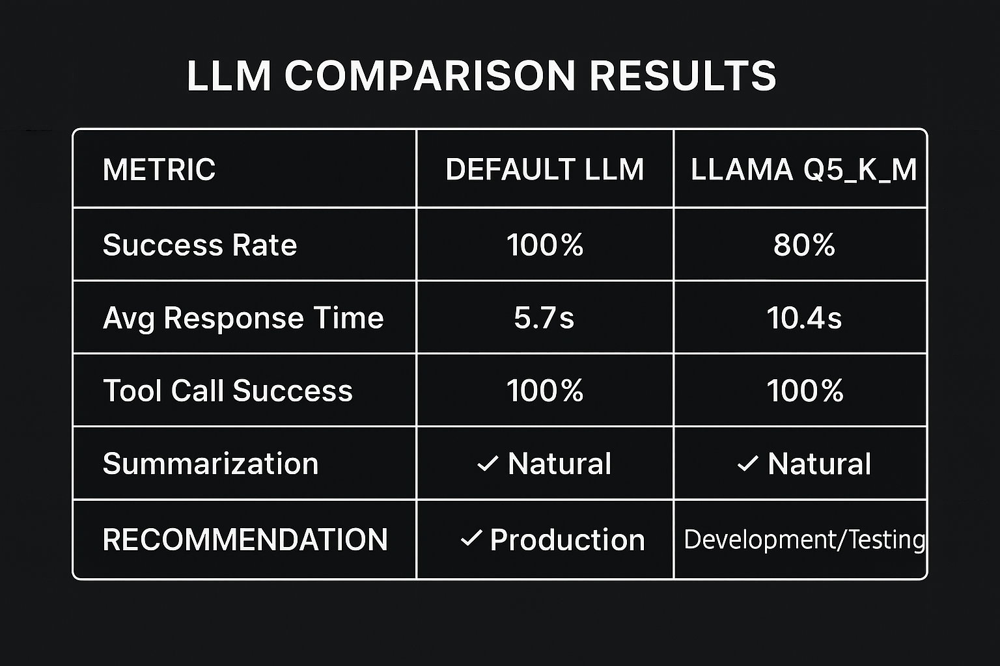 LLM COMPARISON RESULTS
METRIC DEFAULT LLM LLAMA Q5_K_M
Success Rate 100% 80%
Avg Response Time 5.7s 10.4s
Tool Call Success 100% 100%
Summarization ✓ Natural ✓ Natural
RECOMMENDATION ✓ Production Development/Testing